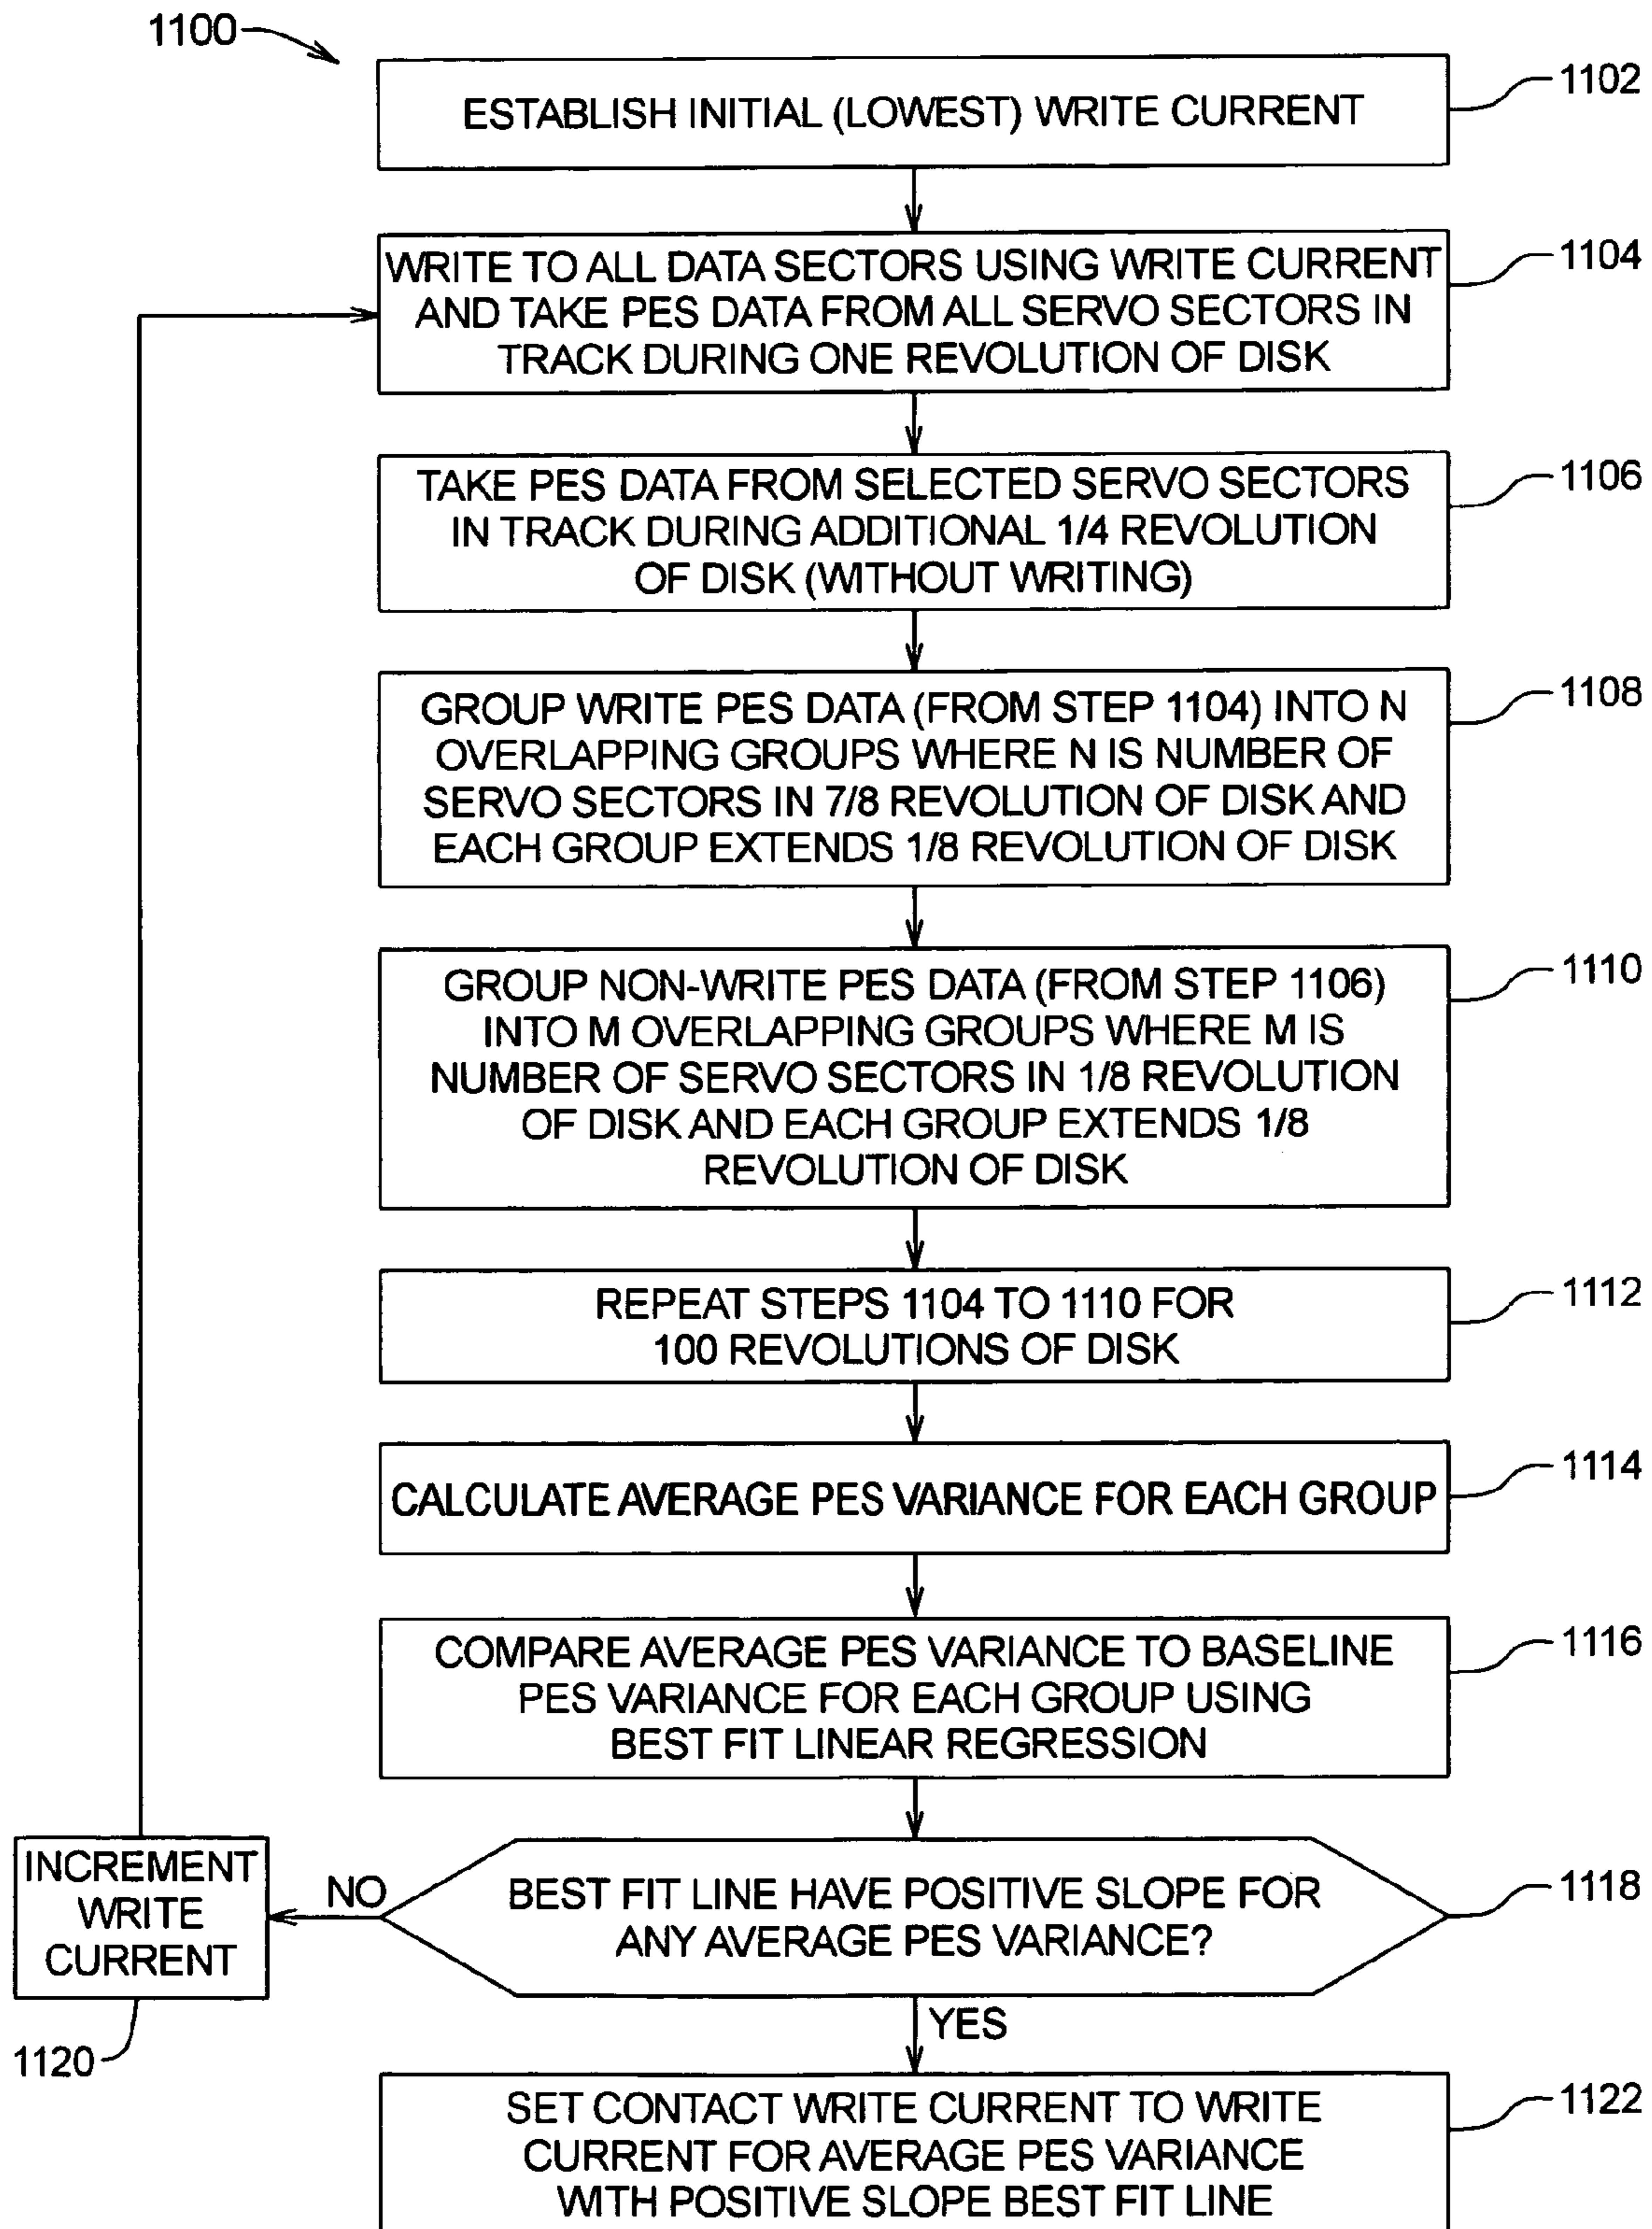 1100
ESTABLISH INITIAL (LOWEST) WRITE CURRENT
1102
WRITE TO ALL DATA SECTORS USING WRITE CURRENT
AND TAKE PES DATA FROM ALL SERVO SECTORS IN
TRACK DURING ONE REVOLUTION OF DISK
1104
TAKE PES DATA FROM SELECTED SERVO SECTORS
IN TRACK DURING ADDITIONAL 1/4 REVOLUTION
OF DISK (WITHOUT WRITING)
1106
GROUP WRITE PES DATA (FROM STEP 1104) INTO N
OVERLAPPING GROUPS WHERE N IS NUMBER OF
SERVO SECTORS IN 7/8 REVOLUTION OF DISK AND
EACH GROUP EXTENDS 1/8 REVOLUTION OF DISK
1108
GROUP NON-WRITE PES DATA (FROM STEP 1106)
INTO M OVERLAPPING GROUPS WHERE M IS
NUMBER OF SERVO SECTORS IN 1/8 REVOLUTION
OF DISK AND EACH GROUP EXTENDS 1/8
REVOLUTION OF DISK
1110
REPEAT STEPS 1104 TO 1110 FOR
100 REVOLUTIONS OF DISK
1112
CALCULATE AVERAGE PES VARIANCE FOR EACH GROUP
1114
COMPARE AVERAGE PES VARIANCE TO BASELINE
PES VARIANCE FOR EACH GROUP USING
BEST FIT LINEAR REGRESSION
1116
BEST FIT LINE HAVE POSITIVE SLOPE FOR
ANY AVERAGE PES VARIANCE?
1118
NO
INCREMENT
WRITE
CURRENT
1120
YES
SET CONTACT WRITE CURRENT TO WRITE
CURRENT FOR AVERAGE PES VARIANCE
WITH POSITIVE SLOPE BEST FIT LINE
1122